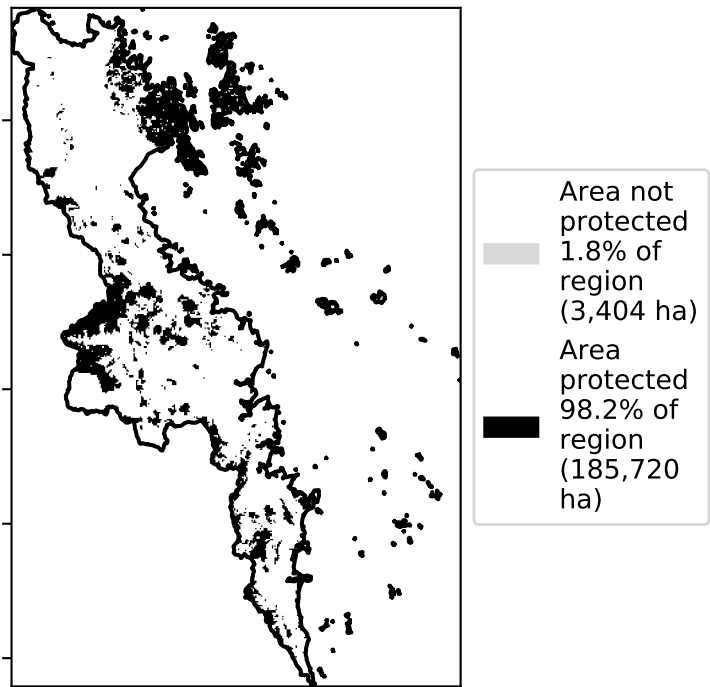 Area not
protected
1.8% of
region
(3,404 ha)
Area
protected
98.2% of
region
(185,720
ha)